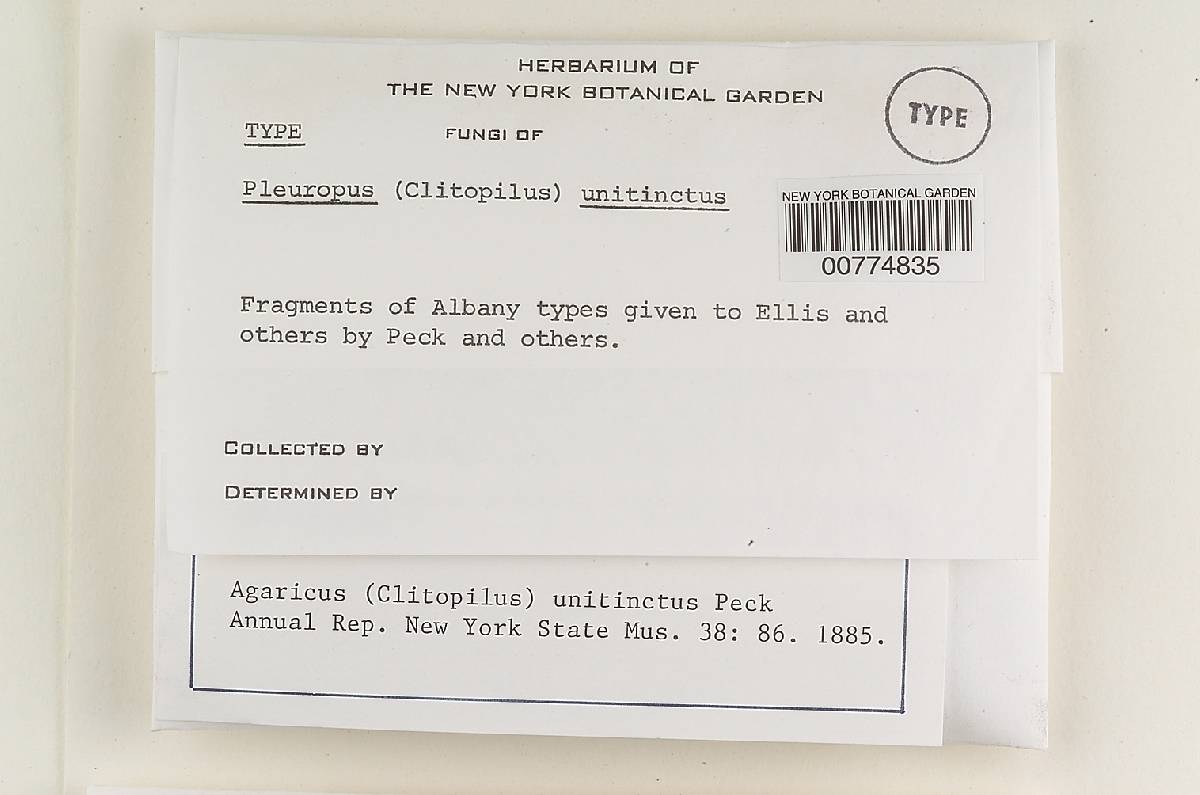 HERBARIUM OF
THE NEW YORK BOTANICAL GARDEN
TYPE
TYPE
FUNGI OF
Pleuropus (Clitopilus) unitinctus
NEW YORK BOTANICAL GARDEN
00774835
Fragments of Albany types given to Ellis and
others by Peck and others.
COLLECTED BY
DETERMINED BY
Agaricus (Clitopilus) unitinctus Peck
Annual Rep. New York State Mus. 38: 86. 1885.